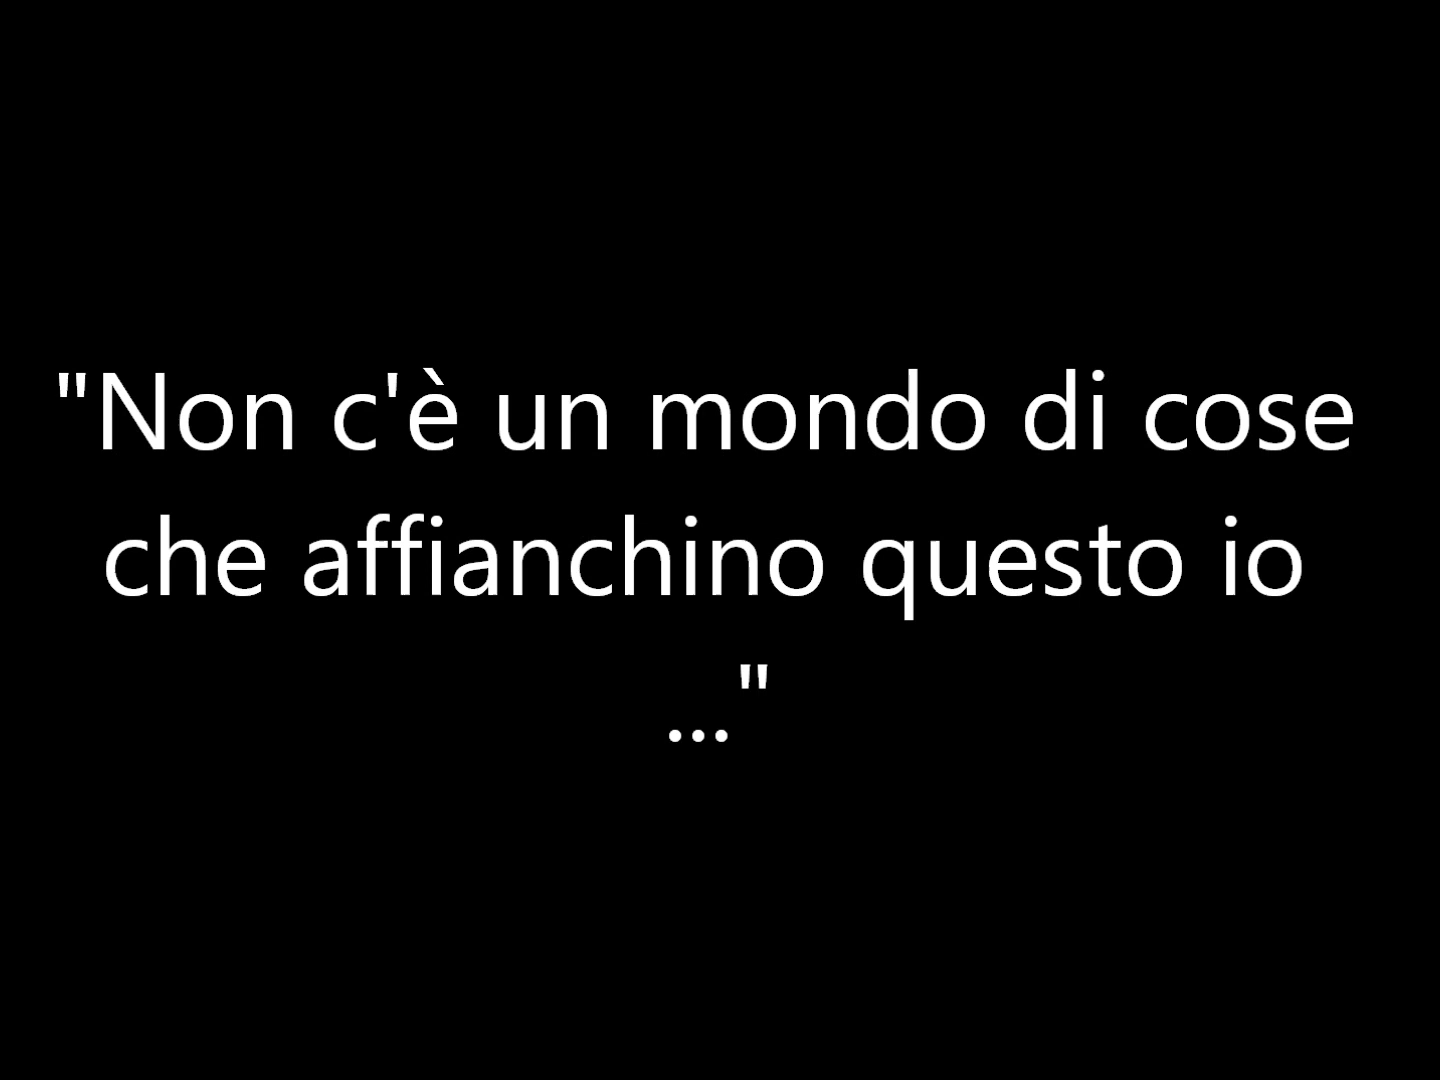 "Non c'è un mondo di cose
che affianchino questo io
..."